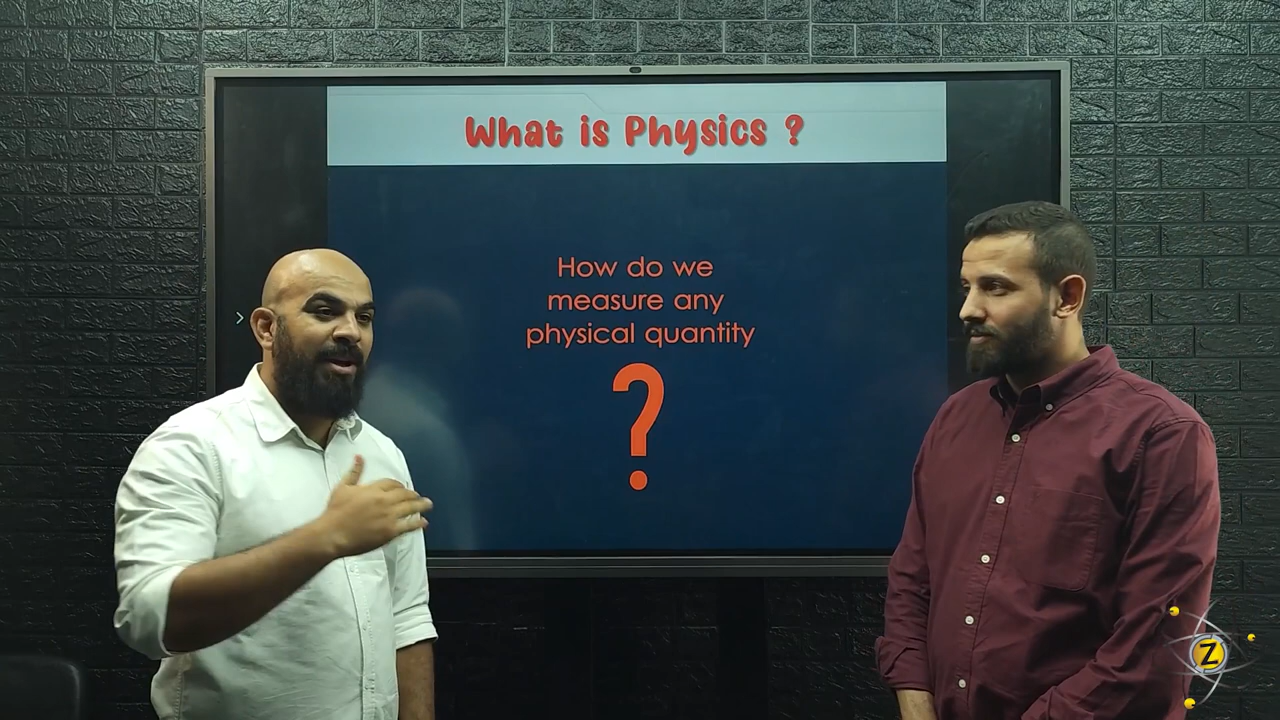 What is Physics ?
How do we
measure any
physical quantity
?
Z